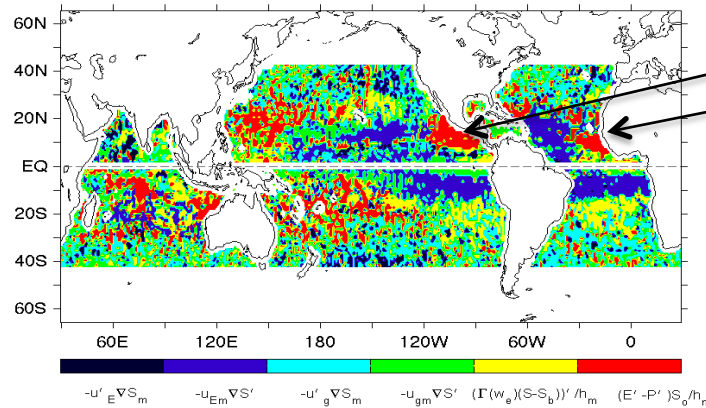 60N
40N
20N
EQ
20S
40S
60S
60E 120E 180 120W 60W 0
-u'E∇Sm -uEm∇S' -u'g∇Sm -ugm∇S' (Γ(we)(S-Sb))'/hm (E'-P')So/hm